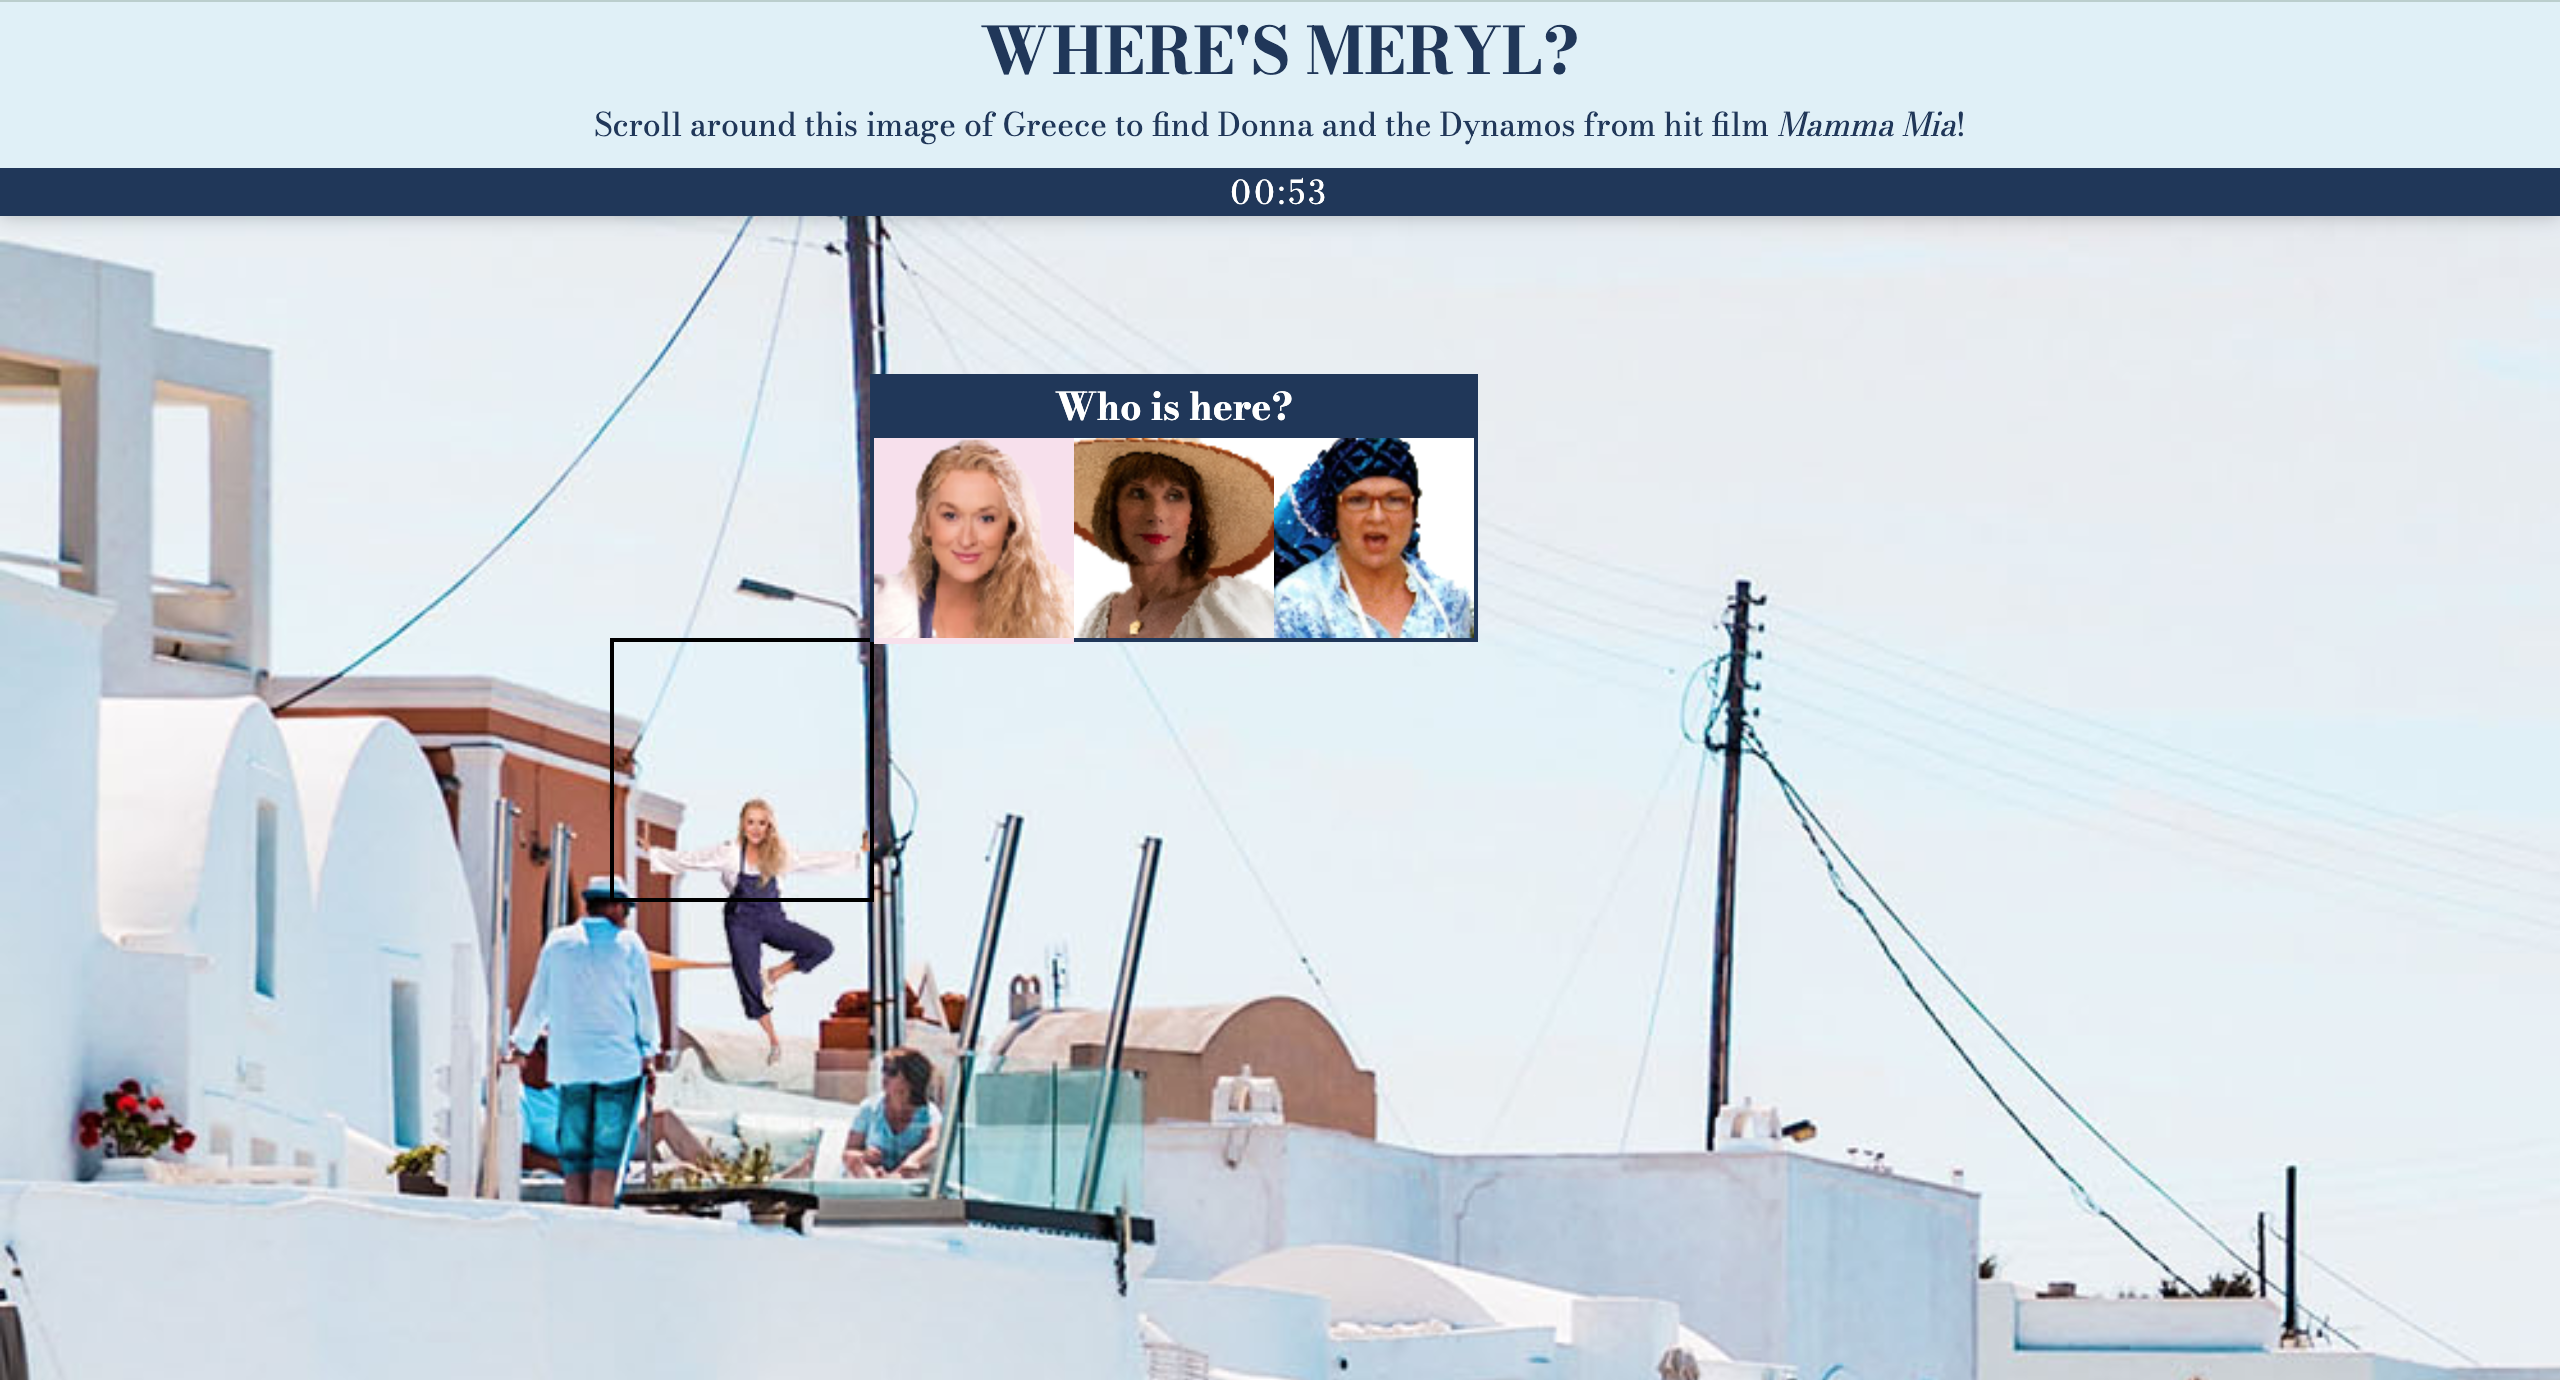 WHERE'S MERYL?
Scroll around this image of Greece to find Donna and the Dynamos from hit film Mamma Mia!
00:53
Who is here?